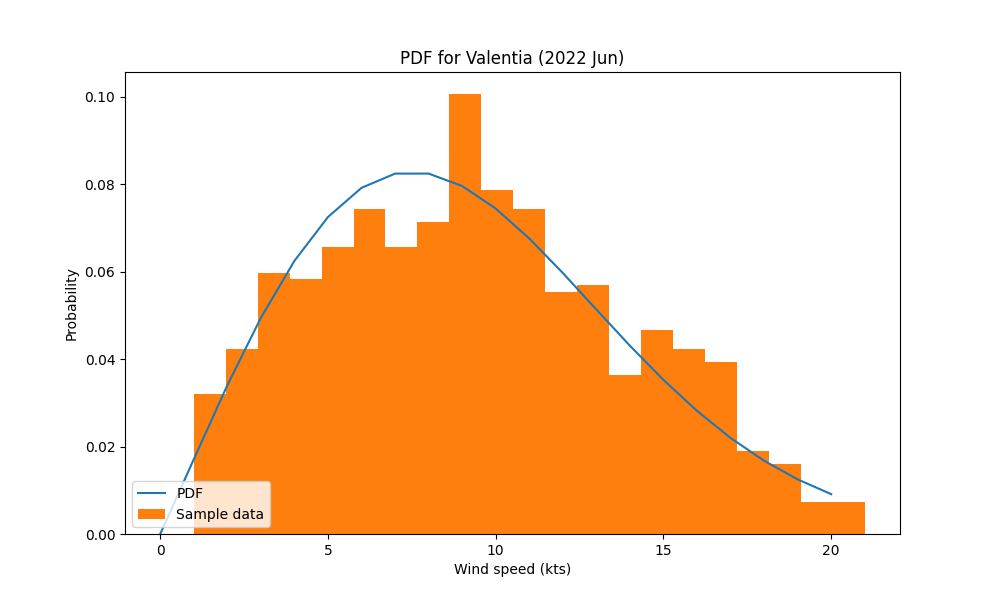 PDF for Valentia (2022 Jun)
Probability
0.10
0.08
0.06
0.04
0.02
0.00
PDF
Sample data
0
5
10
15
20
Wind speed (kts)